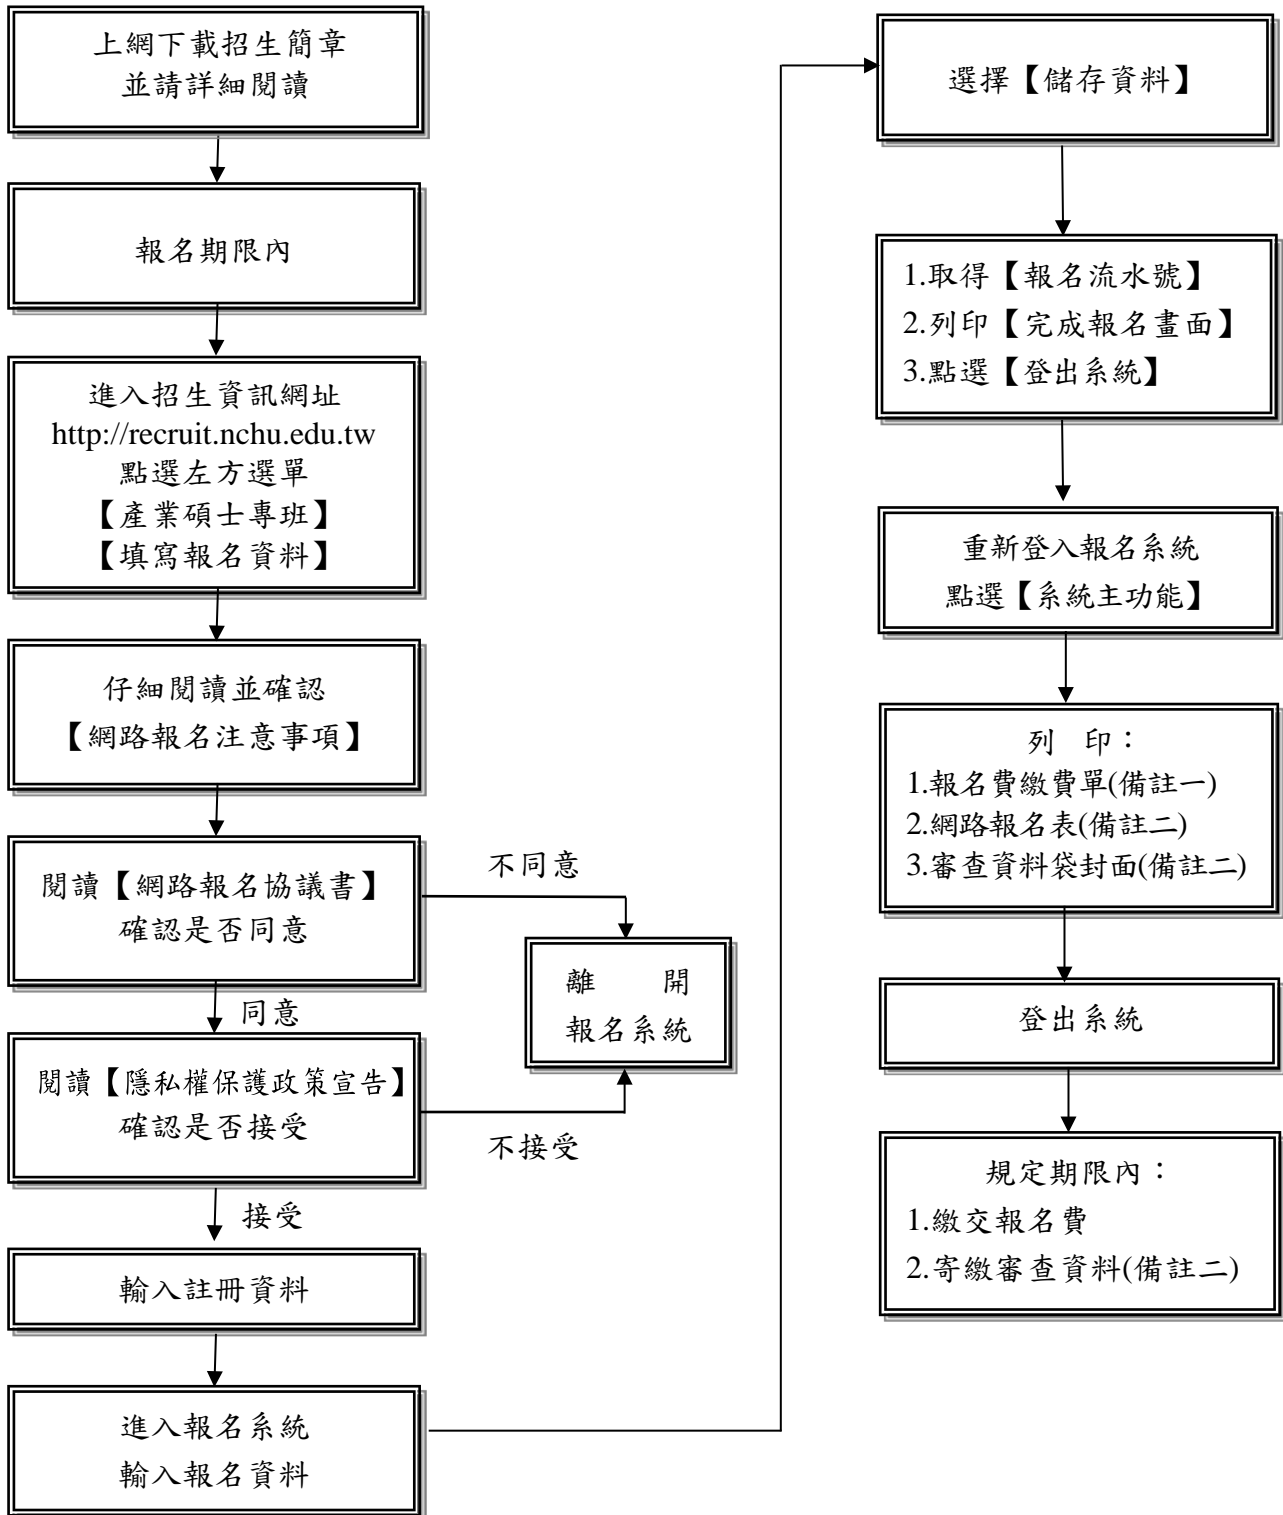 上網下載招生簡章
並請詳細閱讀
報名期限內
進入招生資訊網址
http://recruit.nchu.edu.tw
點選左方選單
【產業碩士專班】
【填寫報名資料】
仔細閱讀並確認
【網路報名注意事項】
閱讀【網路報名協議書】
確認是否同意
不同意
離　　開
報名系統
同意
閱讀【隱私權保護政策宣告】
確認是否接受
不接受
接受
輸入註冊資料
進入報名系統
輸入報名資料
選擇【儲存資料】
1.取得【報名流水號】
2.列印【完成報名畫面】
3.點選【登出系統】
重新登入報名系統
點選【系統主功能】
列　印：
1.報名費繳費單(備註一)
2.網路報名表(備註二)
3.審查資料袋封面(備註二)
登出系統
規定期限內：
1.繳交報名費
2.寄繳審查資料(備註二)